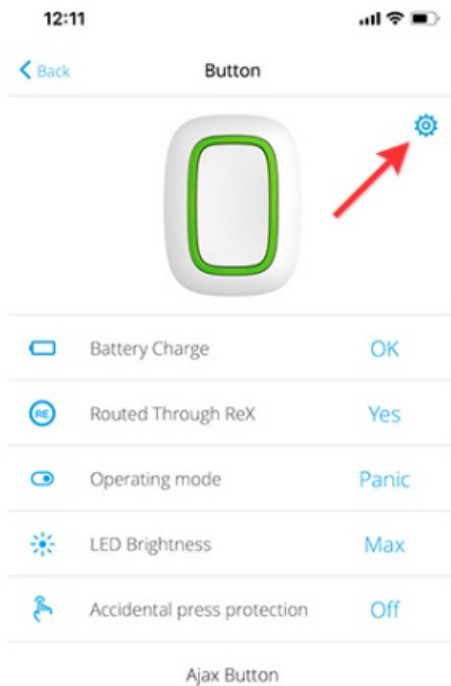 12:11
Back Button
Battery Charge OK
RE Routed Through ReX Yes
Operating mode Panic
LED Brightness Max
Accidental press protection Off
Ajax Button